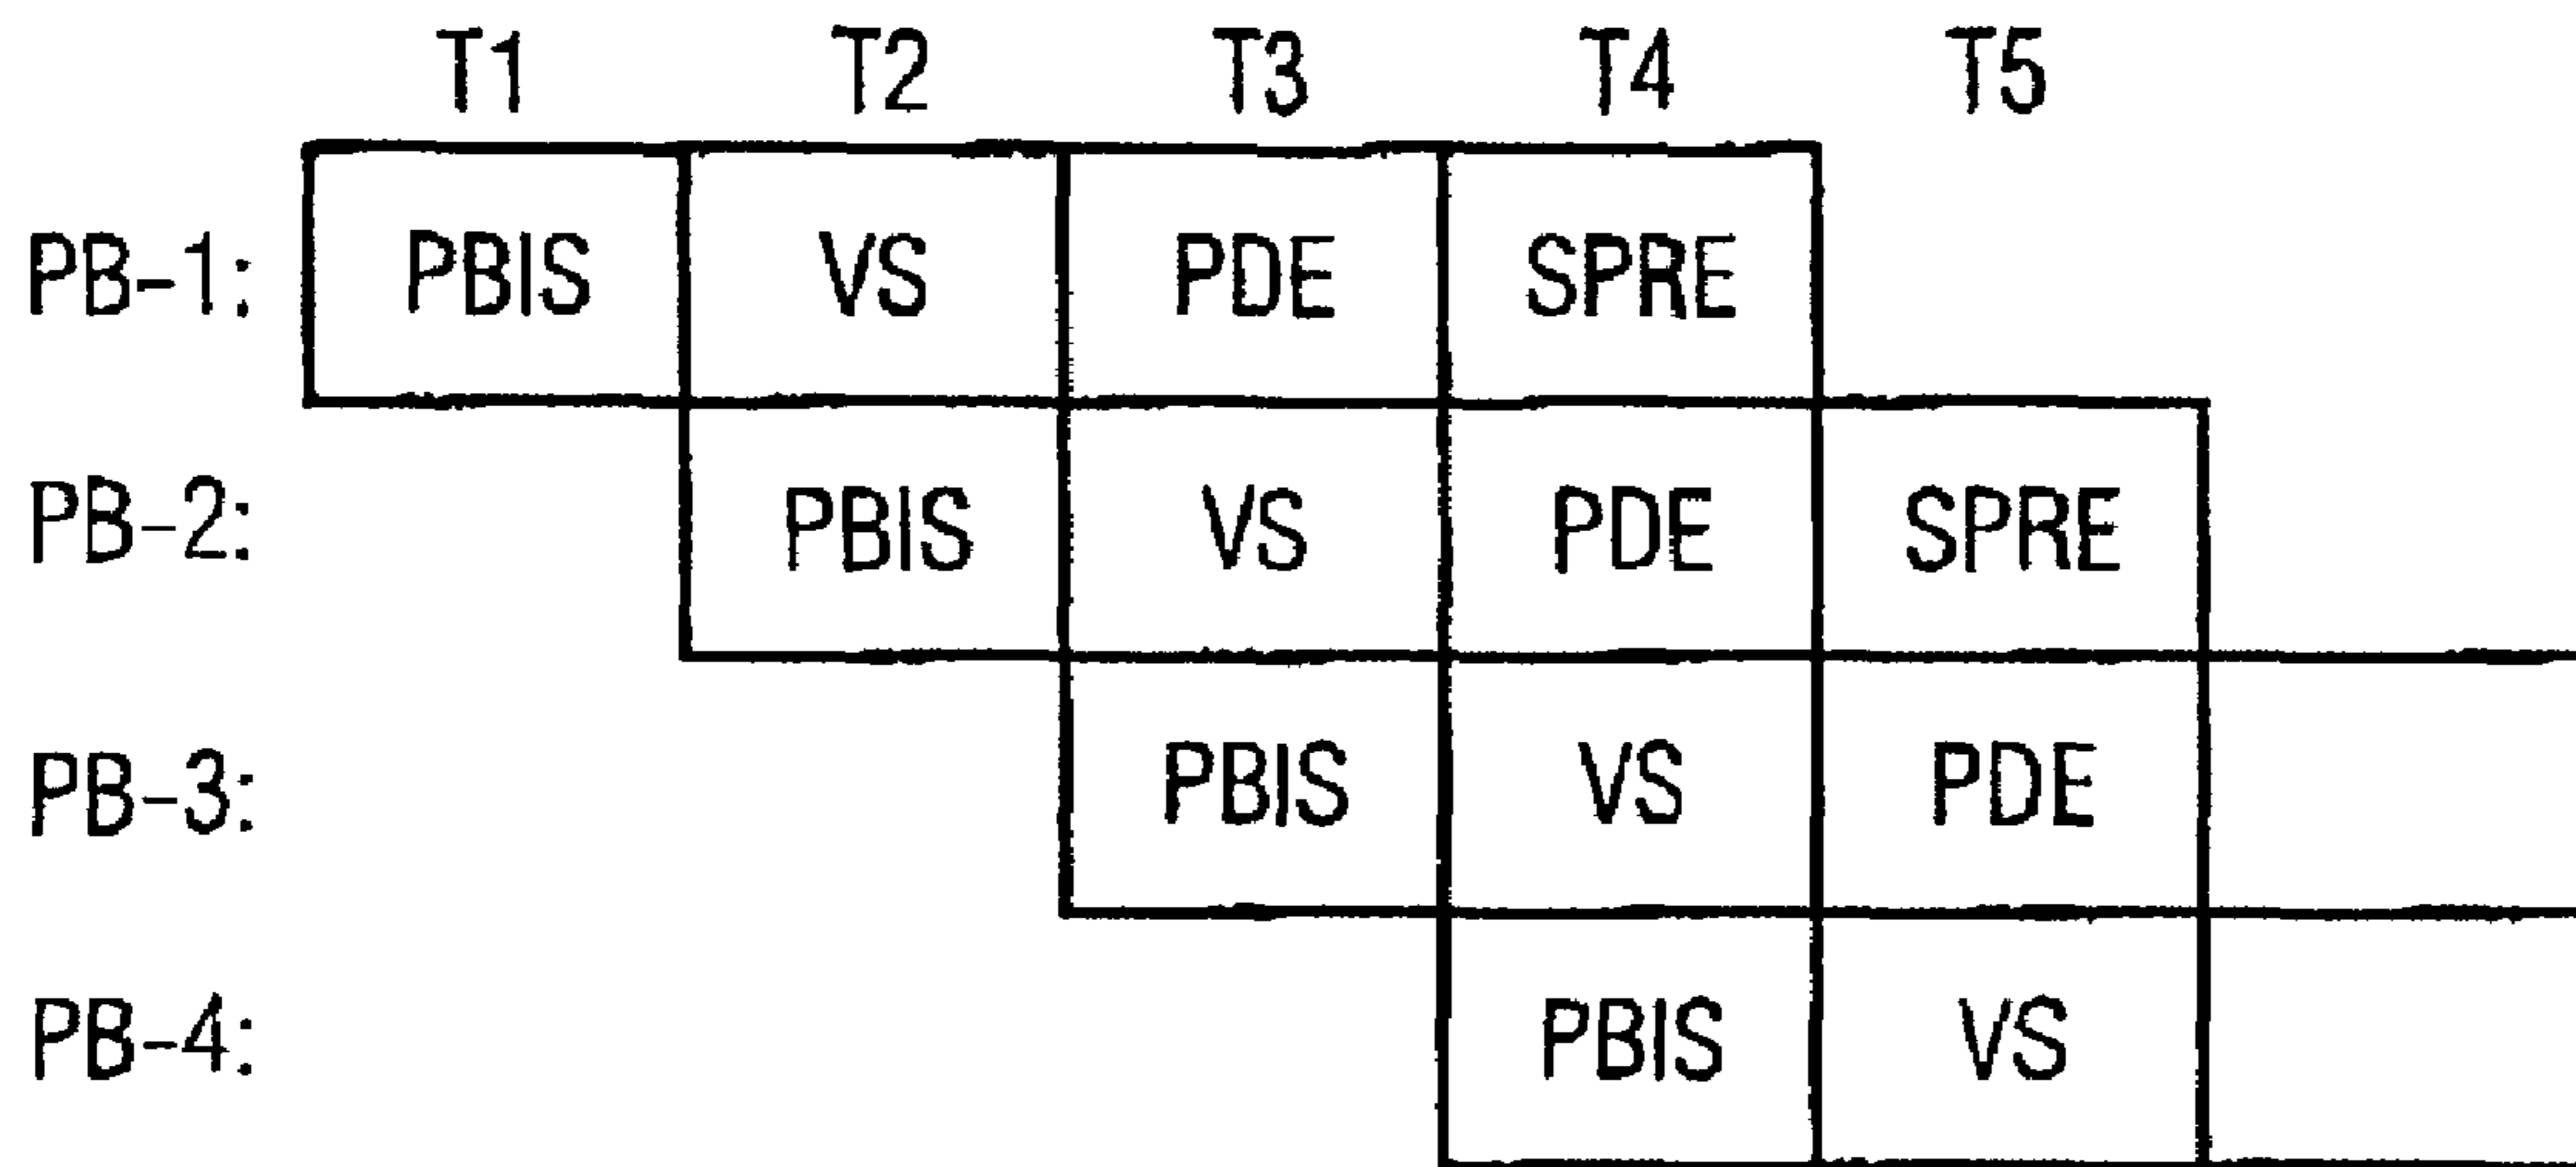 T1 T2 T3 T4 T5
PB-1: PBIS VS PDE SPRE
PB-2: PBIS VS PDE SPRE
PB-3: PBIS VS PDE
PB-4: PBIS VS